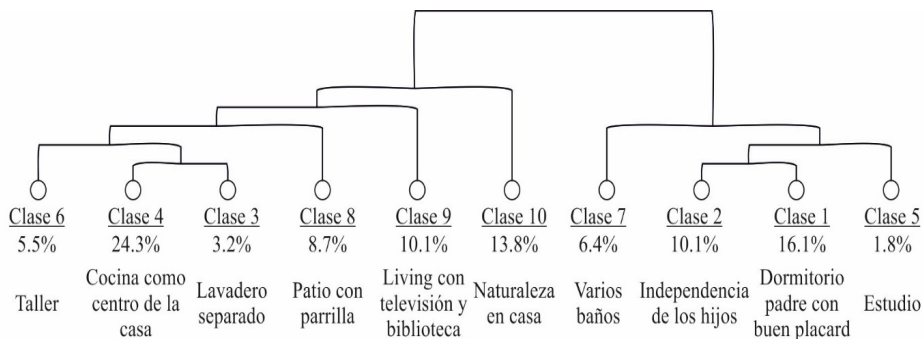 Clase 6 Clase 4 Clase 3 Clase 8 Clase 9 Clase 10 Clase 7 Clase 2 Clase 1 Clase 5
5.5% 24.3% 3.2% 8.7% 10.1% 13.8% 6.4% 10.1% 16.1% 1.8%
Taller
Cocina como
centro de la
casa
Lavadero
separado
Patio con
parrilla
Living con
televisión y
biblioteca
Naturaleza
en casa
Varios
baños
Independencia
de los hijos
Dormitorio
padre con
buen placard
Estudio